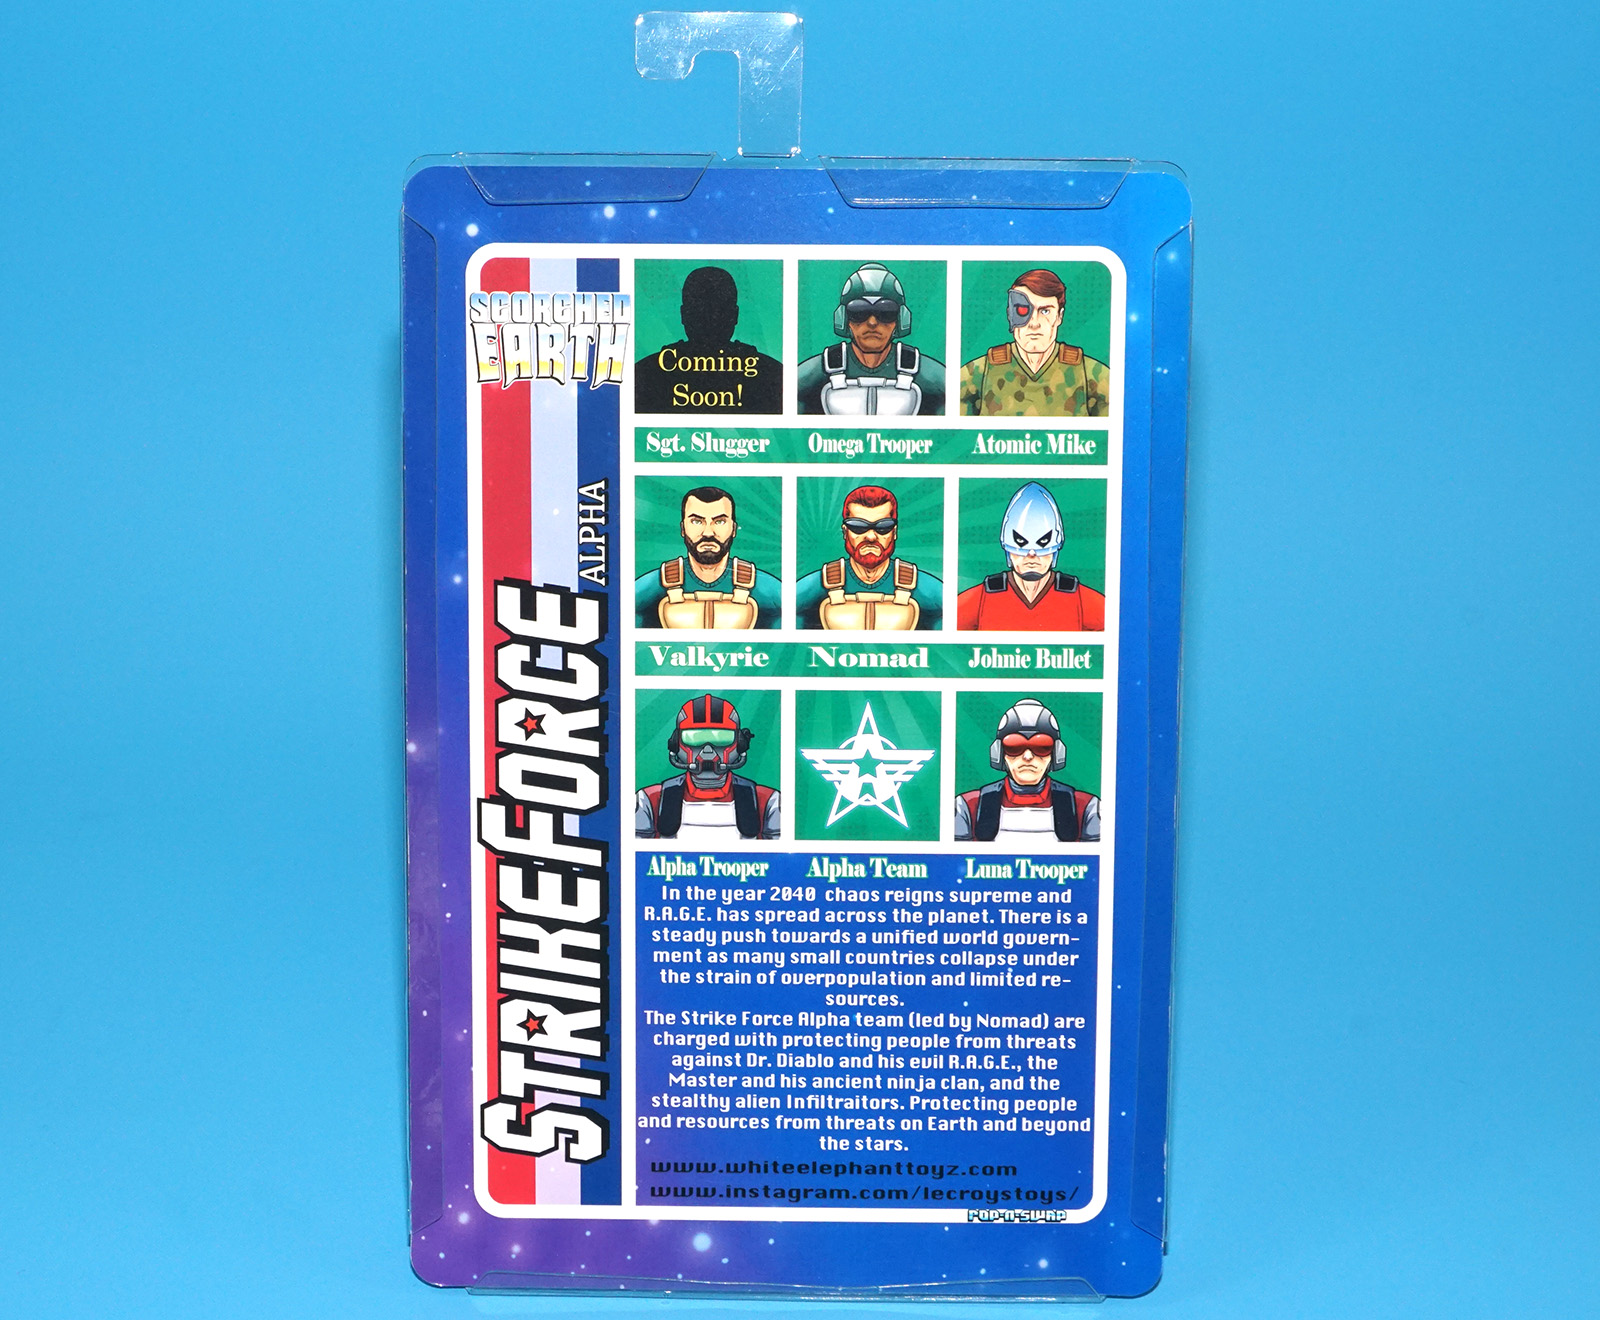 SCORCHED
EARTH
STRIKEFORCE
ALPHA
Coming
Soon!
Sgt. Slugger
Omega Trooper
Atomic Mike
Valkyrie
Nomad
Johnie Bullet
Alpha Trooper
Alpha Team
Luna Trooper
In the year 2040 chaos reigns supreme and
R.A.G.E. has spread across the planet. There is a
steady push towards a unified world govern-
ment as many small countries collapse under
the strain of overpopulation and limited re-
sources.
The Strike Force Alpha team (led by Nomad) are
charged with protecting people from threats
against Dr. Diablo and his evil R.A.G.E., the
Master and his ancient ninja clan, and the
stealthy alien Infiltraitors. Protecting people
and resources from threats on Earth and beyond
the stars.
www.whiteelephanttoyz.com
www.instagram.com/lecroystoys/
POP-N-SWAP